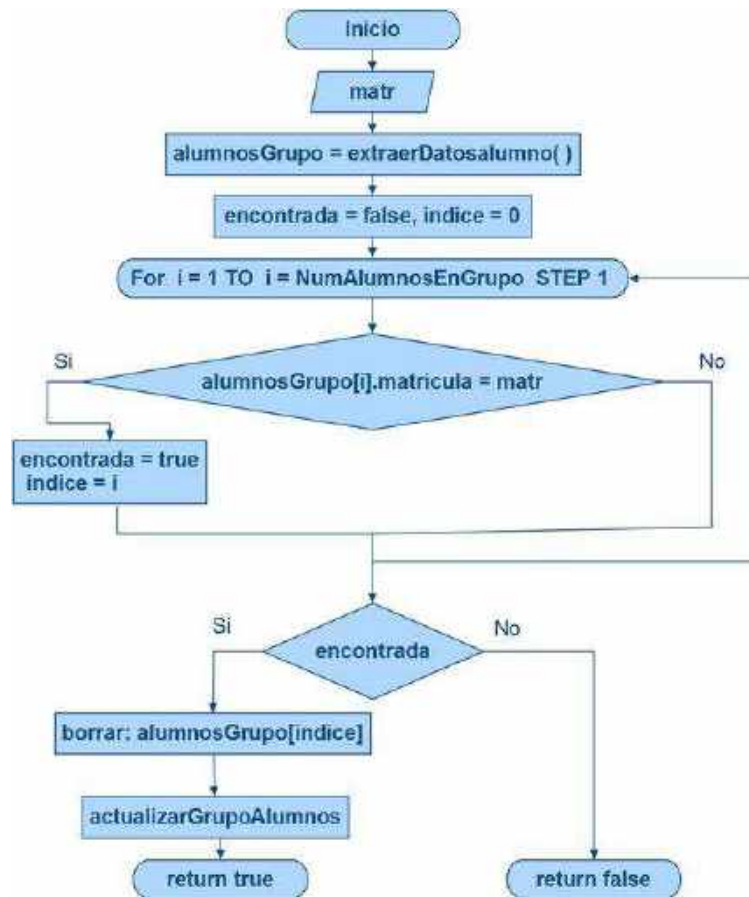 Inicio
matr
alumnosGrupo = extraerDatosalumno( )
encontrada = false, indice = 0
For i = 1 TO i = NumAlumnosEnGrupo STEP 1
Si
No
alumnosGrupo[i].matricula = matr
encontrada = true
indice = i
Si
No
encontrada
borrar: alumnosGrupo[indice]
actualizarGrupoAlumnos
return true
return false